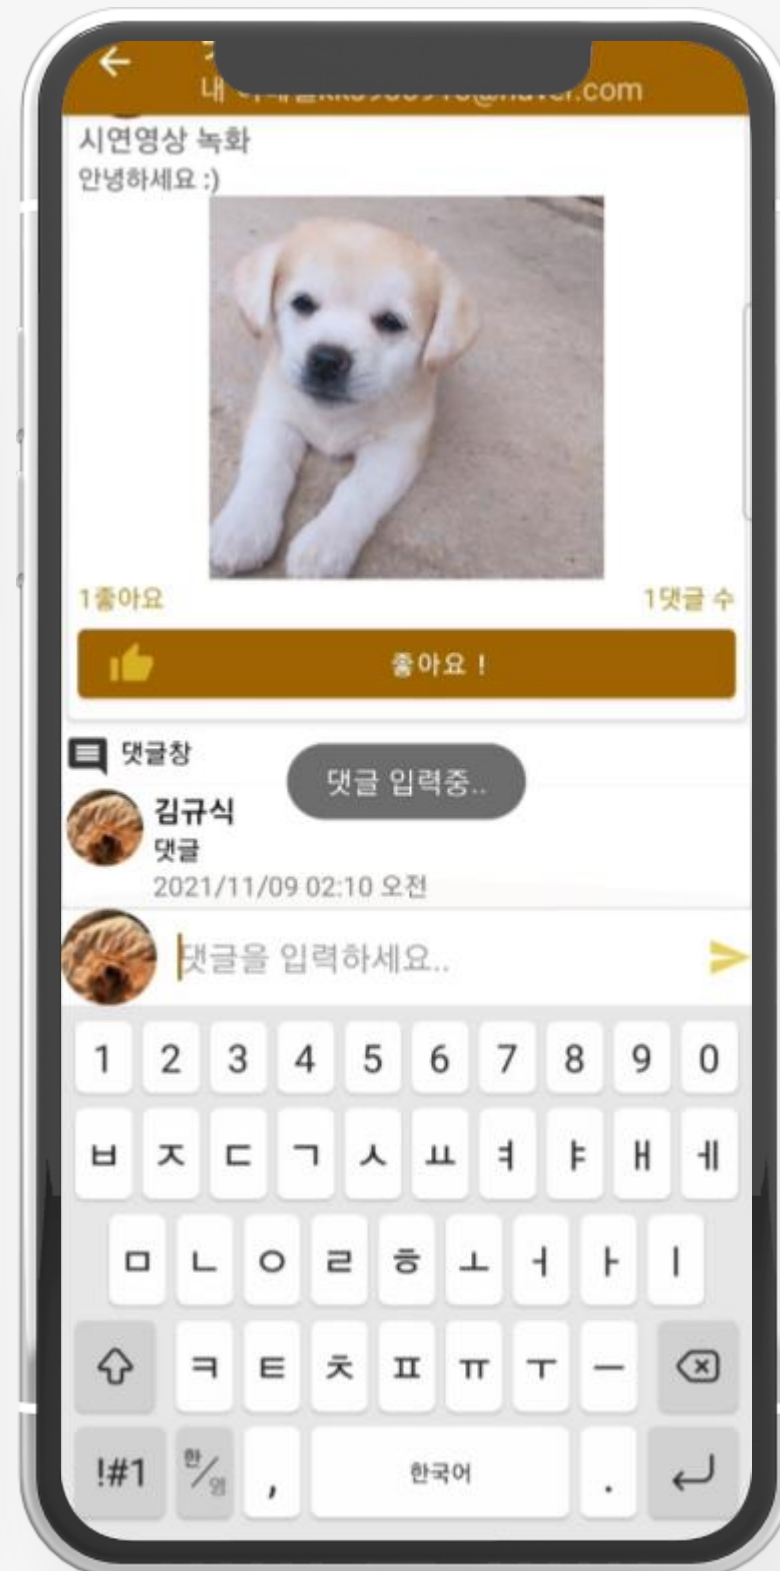 내
.com
시연영상 녹화
안녕하세요 :)
1좋아요
1댓글 수
좋아요 !
댓글창
댓글 입력중..
김규식
댓글
2021/11/09 02:10 오전
댓글을 입력하세요..
1 2 3 4 5 6 7 8 9 0
ㅂ ㅈ ㄷ ㄱ ㅅ ㅛ ㅕ ㅑ ㅐ ㅔ
ㅁ ㄴ ㅇ ㄹ ㅎ ㅗ ㅓ ㅏ ㅣ
ㅋ ㅌ ㅊ ㅍ ㅠ ㅜ ㅡ
!#1 한/영 , 한국어 .